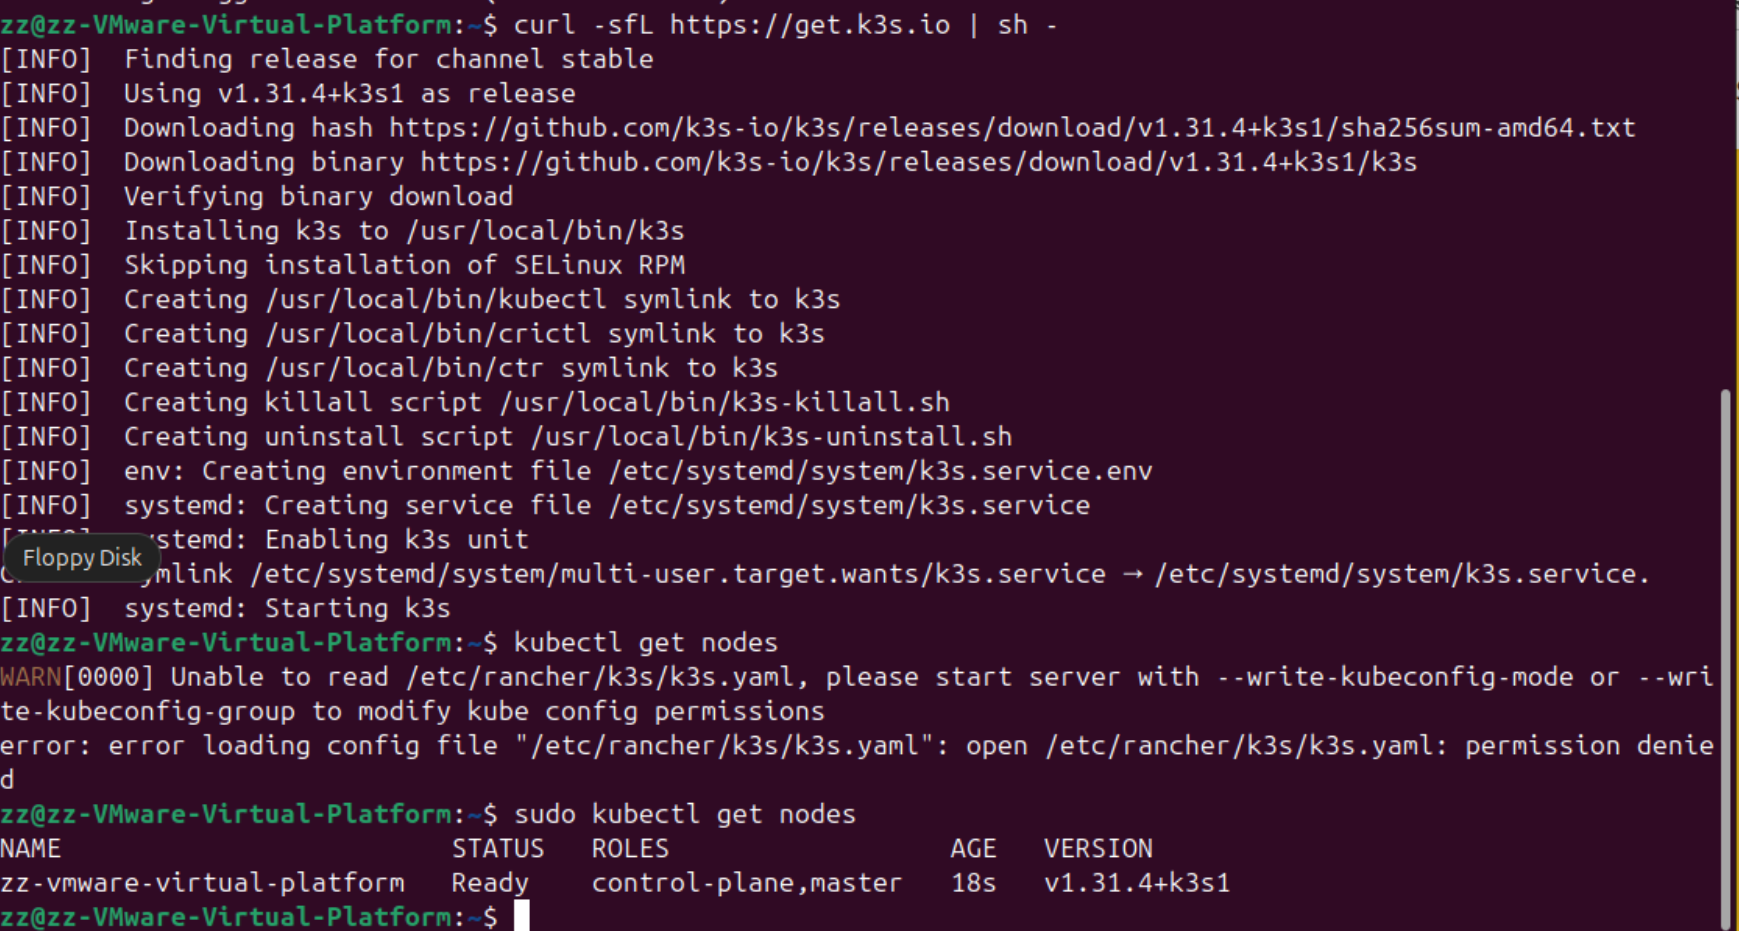 zz@zz-VMware-Virtual-Platform:~$ curl -sfL https://get.k3s.io | sh -
[INFO]  Finding release for channel stable
[INFO]  Using v1.31.4+k3s1 as release
[INFO]  Downloading hash https://github.com/k3s-io/k3s/releases/download/v1.31.4+k3s1/sha256sum-amd64.txt
[INFO]  Downloading binary https://github.com/k3s-io/k3s/releases/download/v1.31.4+k3s1/k3s
[INFO]  Verifying binary download
[INFO]  Installing k3s to /usr/local/bin/k3s
[INFO]  Skipping installation of SELinux RPM
[INFO]  Creating /usr/local/bin/kubectl symlink to k3s
[INFO]  Creating /usr/local/bin/crictl symlink to k3s
[INFO]  Creating /usr/local/bin/ctr symlink to k3s
[INFO]  Creating killall script /usr/local/bin/k3s-killall.sh
[INFO]  Creating uninstall script /usr/local/bin/k3s-uninstall.sh
[INFO]  env: Creating environment file /etc/systemd/system/k3s.service.env
[INFO]  systemd: Creating service file /etc/systemd/system/k3s.service
ystemd: Enabling k3s unit
Floppy Disk
ymlink /etc/systemd/system/multi-user.target.wants/k3s.service → /etc/systemd/system/k3s.service.
[INFO]  systemd: Starting k3s
zz@zz-VMware-Virtual-Platform:~$ kubectl get nodes
WARN[0000] Unable to read /etc/rancher/k3s/k3s.yaml, please start server with --write-kubeconfig-mode or --wri
te-kubeconfig-group to modify kube config permissions
error: error loading config file "/etc/rancher/k3s/k3s.yaml": open /etc/rancher/k3s/k3s.yaml: permission denie
d
zz@zz-VMware-Virtual-Platform:~$ sudo kubectl get nodes
NAME                         STATUS   ROLES                  AGE   VERSION
zz-vmware-virtual-platform   Ready    control-plane,master   18s   v1.31.4+k3s1
zz@zz-VMware-Virtual-Platform:~$